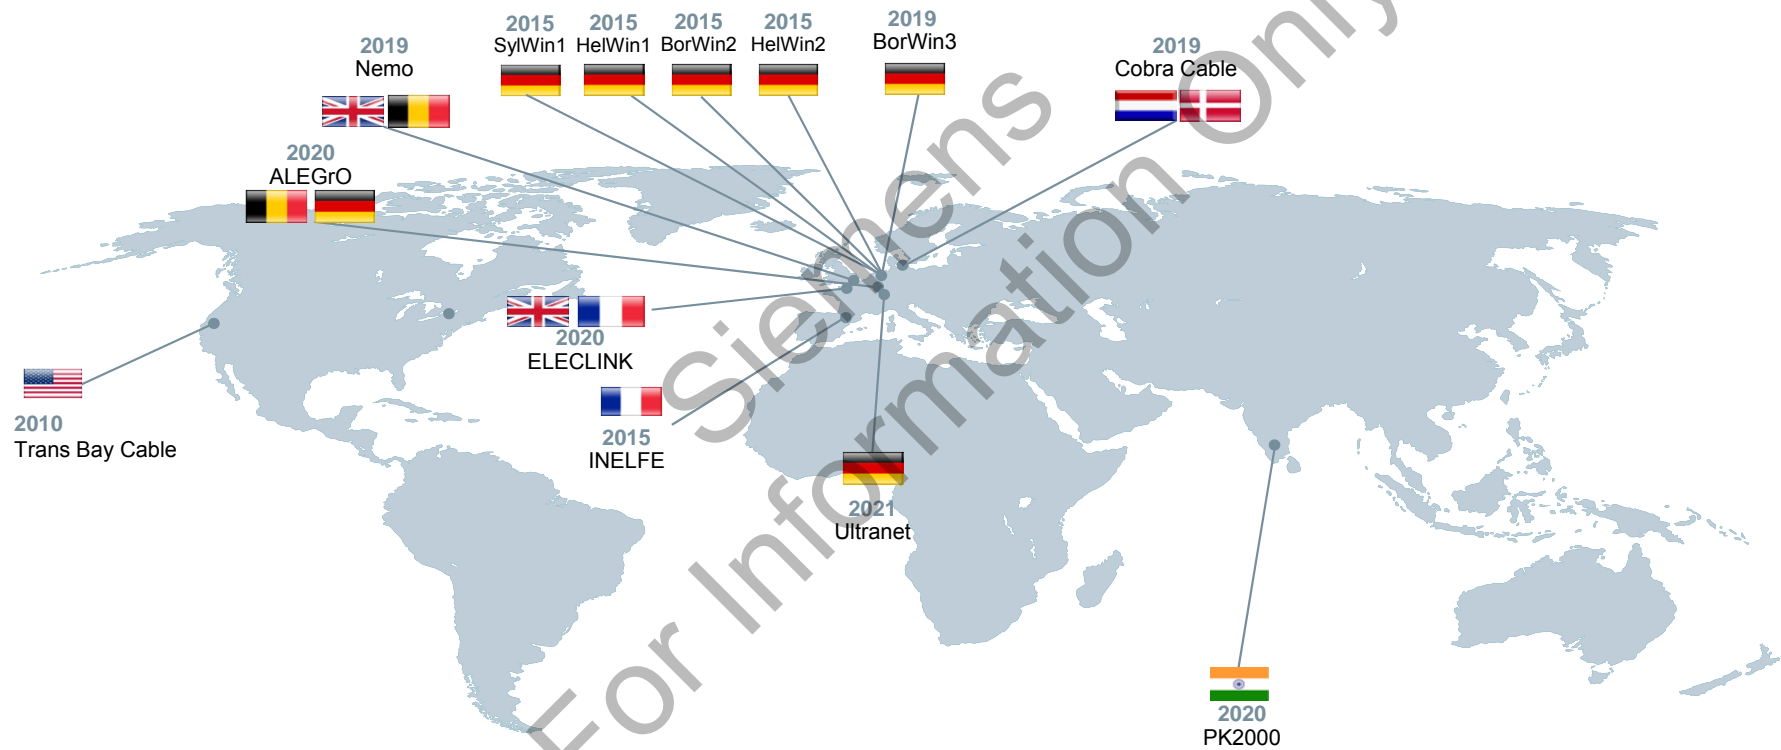 2015
SylWin1
2015
HelWin1
2015
BorWin2
2015
HelWin2
2019
BorWin3
2019
Nemo
2019
Cobra Cable
2020
ALEGrO
2020
ELECLINK
2010
Trans Bay Cable
2015
INELFE
2021
Ultranet
2020
PK2000
Siemens
For Information Only